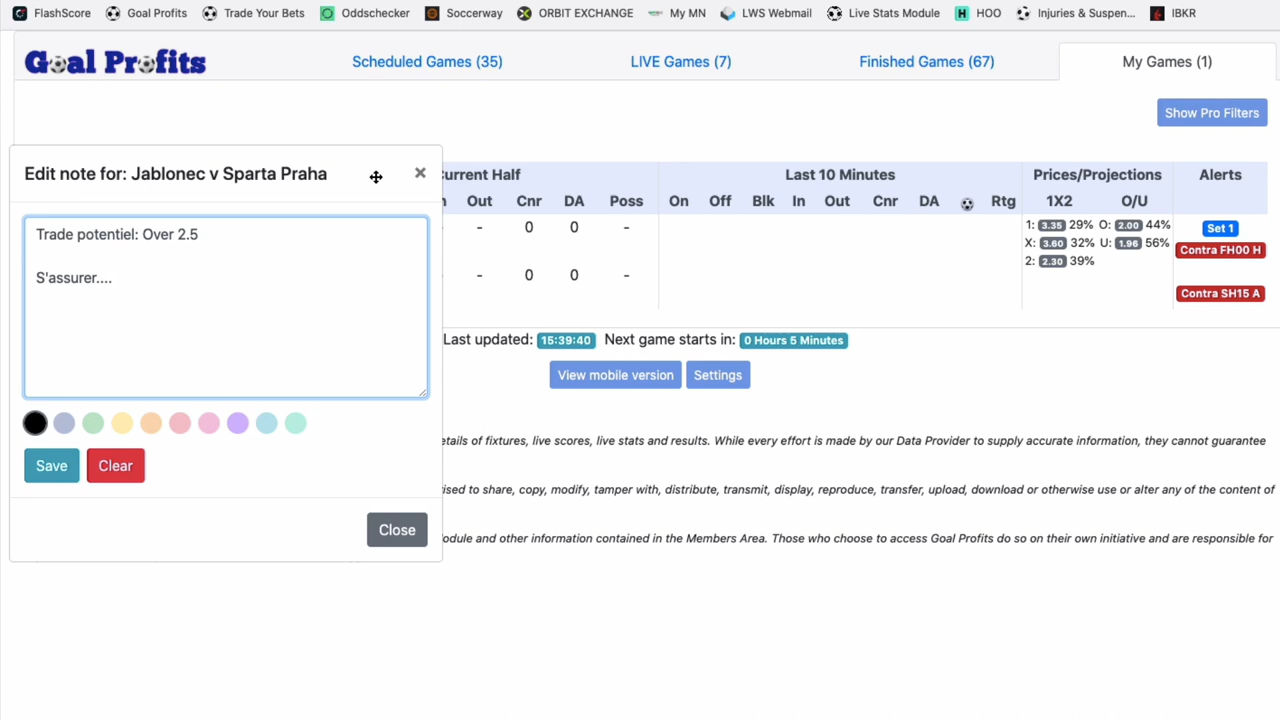 FlashScore Goal Profits Trade Your Bets Oddschecker Soccerway ORBIT EXCHANGE My MN LWS Webmail Live Stats Module HOO Injuries & Suspen... IBKR
Goal Profits Scheduled Games (35) LIVE Games (7) Finished Games (67) My Games (1)
Show Pro Filters
Edit note for: Jablonec v Sparta Praha ×
Trade potentiel: Over 2.5
S'assurer....
Save Clear
Close
Current Half Last 10 Minutes Prices/Projections Alerts
Out Cnr DA Poss On Off Blk In Out Cnr DA Rtg 1X2 O/U
- 0 0 - 1: 3.35 29% O: 2.00 44% Set 1
X: 3.60 32% U: 1.96 56% Contra FH00 H
2: 2.30 39%
- 0 0 -
Contra SH15 A
Last updated: 15:39:40 Next game starts in: 0 Hours 5 Minutes
View mobile version Settings
etails of fixtures, live scores, live stats and results. While every effort is made by our Data Provider to supply accurate information, they cannot guarantee
ised to share, copy, modify, tamper with, distribute, transmit, display, reproduce, transfer, upload, download or otherwise use or alter any of the content of
odule and other information contained in the Members Area. Those who choose to access Goal Profits do so on their own initiative and are responsible for